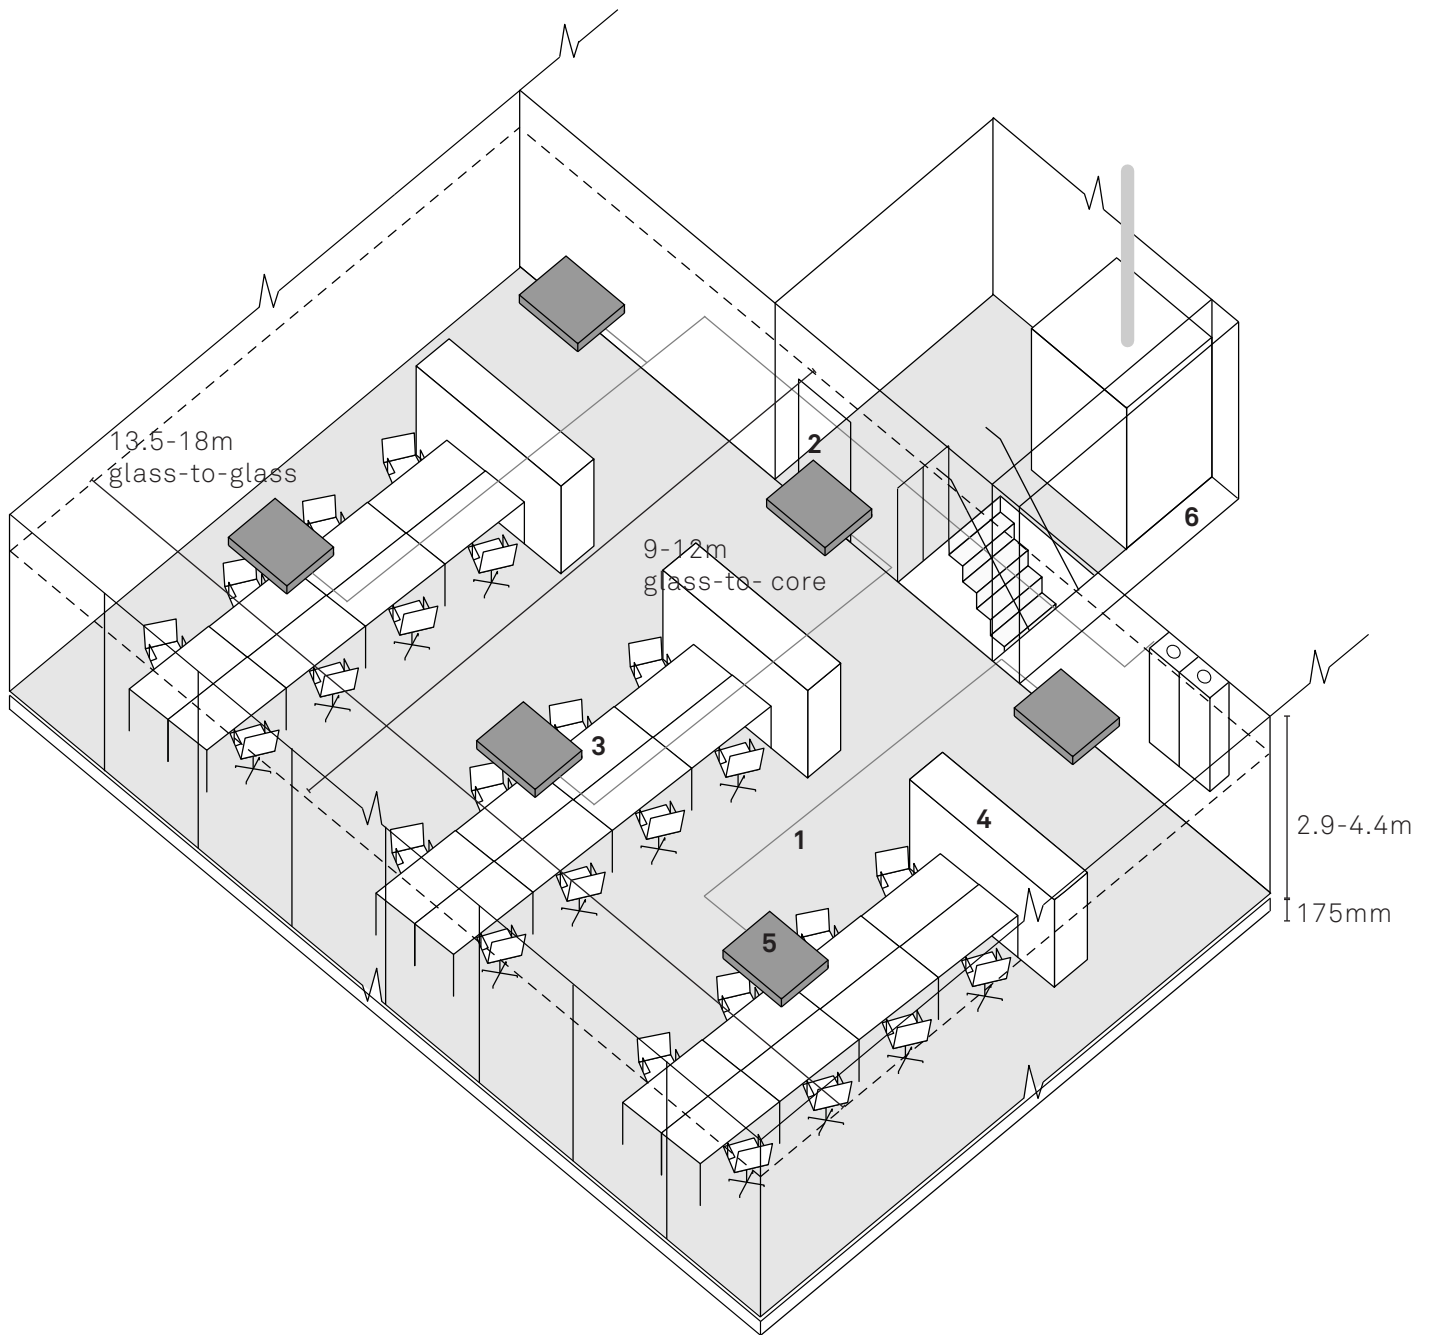 13.5-18m
glass-to-glass
2
6
9-12m
glass-to- core
3
4
1
2.9-4.4m
175mm
5